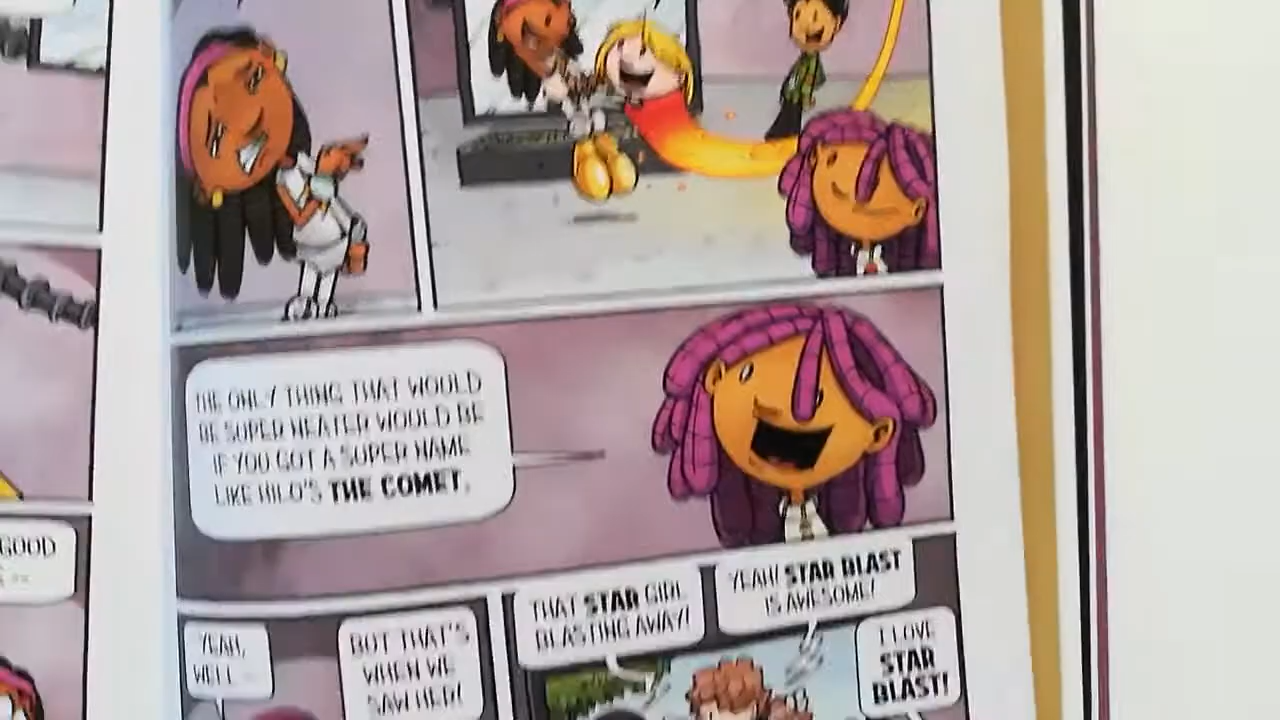 THE ONLY THING THAT WOULD
BE SUPER NEATER WOULD BE
IF YOU GOT A SUPER NAME
LIKE HILO'S THE COMET.
GOOD
YEAH,
WELL
BUT THAT'S
WHEN WE
SAW HER!
THAT STAR GIRL
BLASTING AWAY!
YEAH! STAR BLAST
IS AWESOME!
I LOVE
STAR
BLAST!